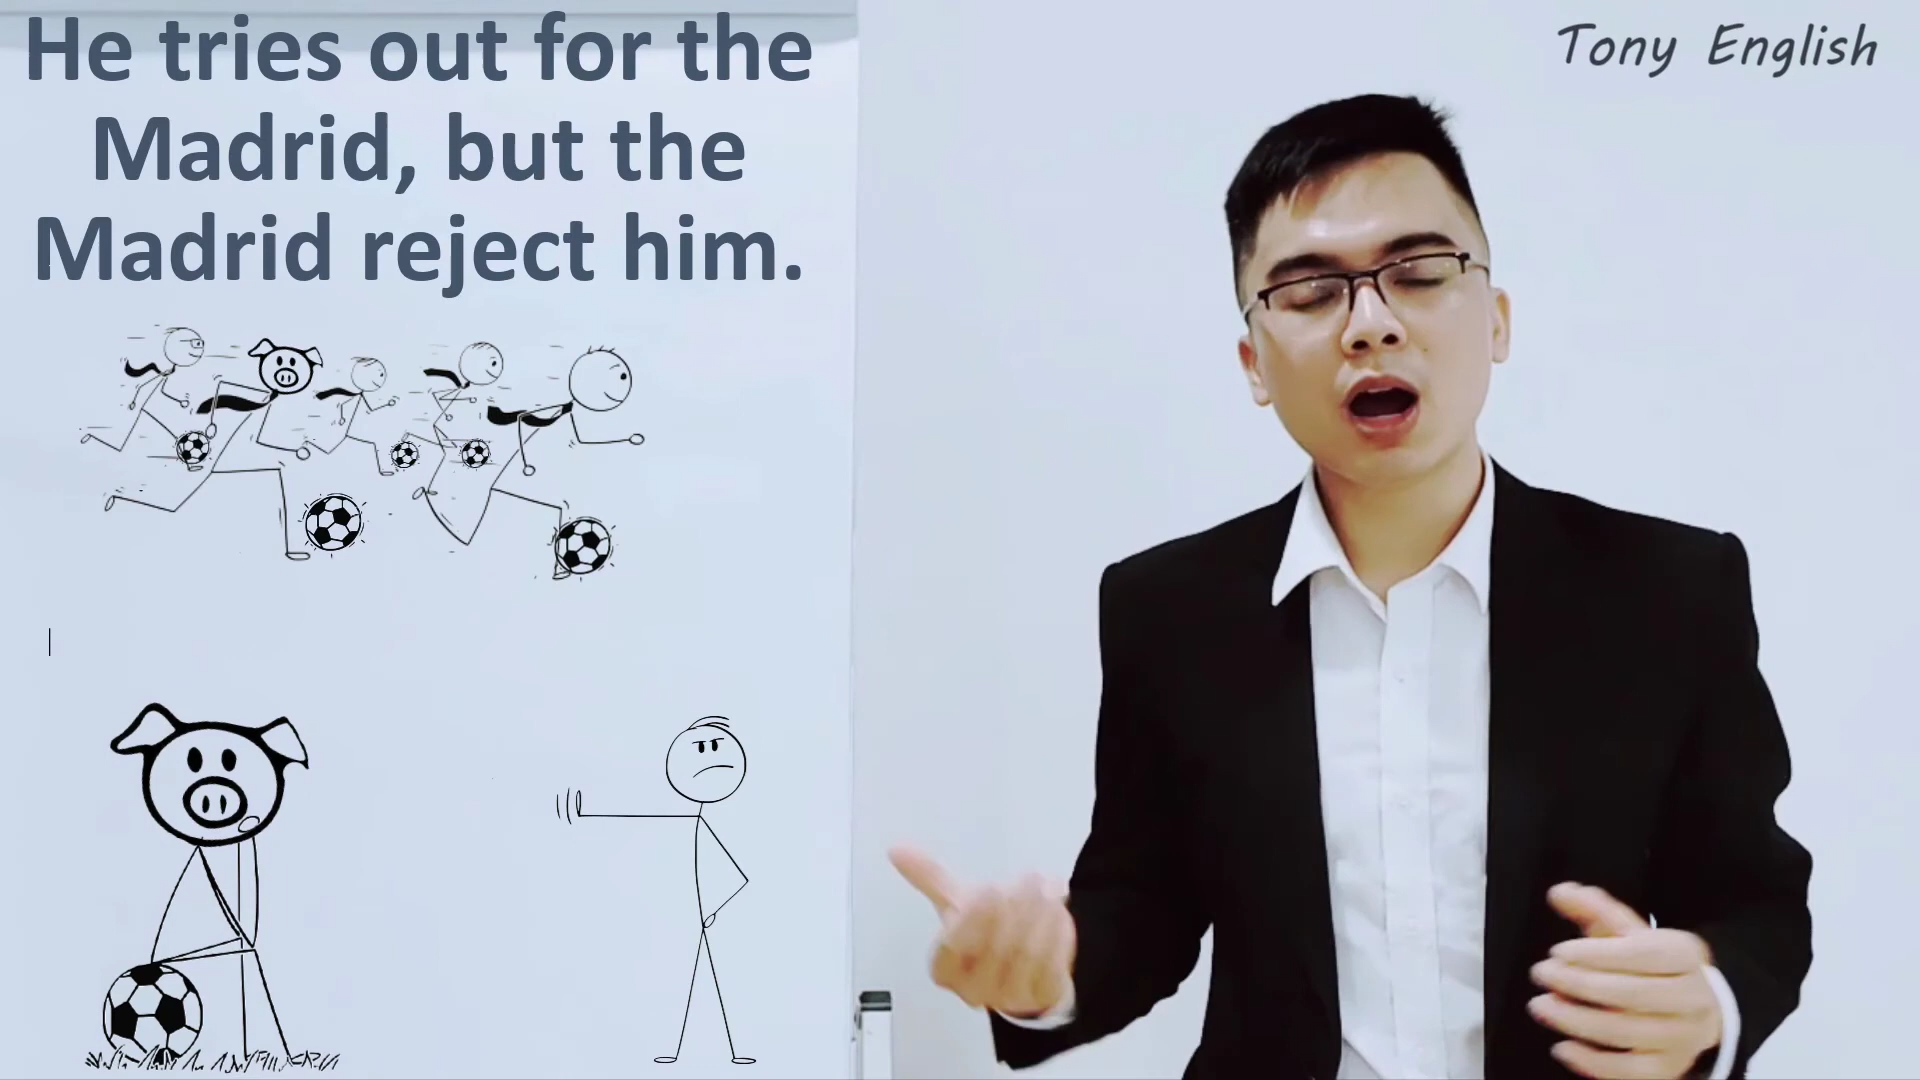 He tries out for the
Madrid, but the
Madrid reject him.
Tony English